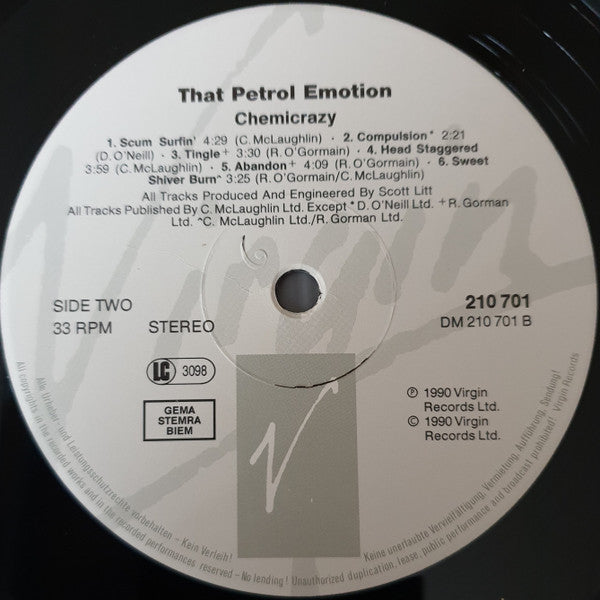 That Petrol Emotion
Chemicrazy
1. Scum Surfin' 4:29 (C. McLaughlin) · 2. Compulsion* 2:21
(D. O'Neill) · 3. Tingle+ 3:30 (R. O'Gormain) · 4. Head Staggered
3:59 (C. McLaughlin) · 5. Abandon+ 4:09 (R. O'Gormain) · 6. Sweet
Shiver Burn^ 3:25 (R. O'Gormain/C. McLaughlin)
All Tracks Produced And Engineered By Scott Litt
All Tracks Published By C. McLaughlin Ltd. Except *D. O'Neill Ltd. +R. Gorman
Ltd. ^C. McLaughlin Ltd./R. Gorman Ltd.
Virgin
SIDE TWO
33 RPM
STEREO
210 701
DM 210 701 B
LC 3098
GEMA
STEMRA
BIEM
℗ 1990 Virgin
Records Ltd.
© 1990 Virgin
Records Ltd.
Alle Urheber- und Leistungsschutzrechte vorbehalten – Kein Verleih! Keine unerlaubte Vervielfältigung, Vermietung, Aufführung, Sendung!
All copyrights in the recorded works and in the recorded performances reserved – No lending! Unauthorized duplication, lease, public performance and broadcast prohibited! Virgin Records